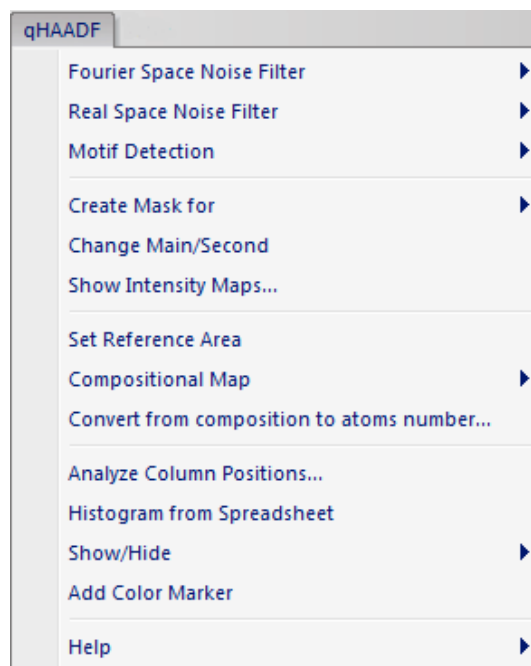 qHAADF
Fourier Space Noise Filter
Real Space Noise Filter
Motif Detection
Create Mask for
Change Main/Second
Show Intensity Maps...
Set Reference Area
Compositional Map
Convert from composition to atoms number...
Analyze Column Positions...
Histogram from Spreadsheet
Show/Hide
Add Color Marker
Help